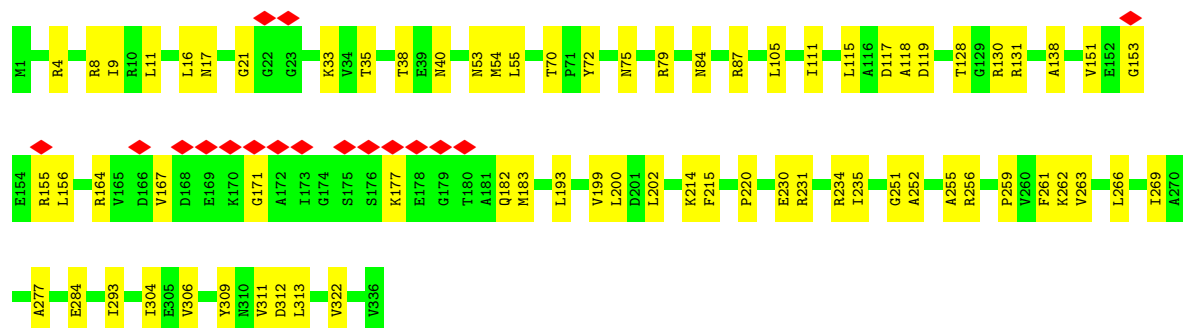 M1 R4 R8 I9 R10 L11 L16 N17 G21 G22 G23 K33 V34 T35 T38 E39 N40 N53 M54 L55 T70 P71 Y72 N75 R79 N84 R87 L105 I111 L115 A116 D117 A118 D119 T128 G129 R130 R131 A138 V151 E152 G153
E154 R155 L156 R164 V165 D166 V167 D168 E169 K170 G171 A172 I173 G174 S175 S176 K177 E178 G179 T180 A181 Q182 M183 L193 V199 L200 D201 L202 K214 F215 P220 E230 R231 R234 I235 G251 A252 A255 R256 P259 V260 F261 K262 V263 L266 I269 A270
A277 E284 I293 I304 E305 V306 Y309 N310 V311 D312 L313 V322 V336